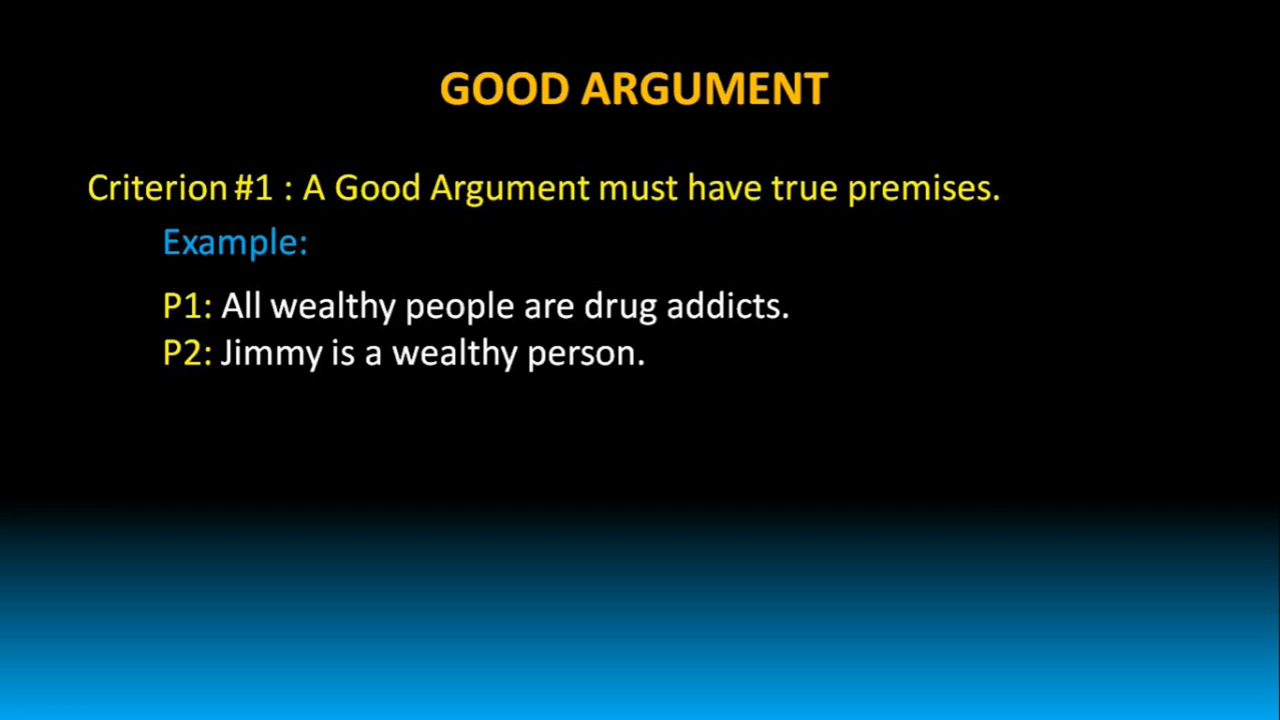 GOOD ARGUMENT
Criterion #1 : A Good Argument must have true premises.
Example:
P1: All wealthy people are drug addicts.
P2: Jimmy is a wealthy person.